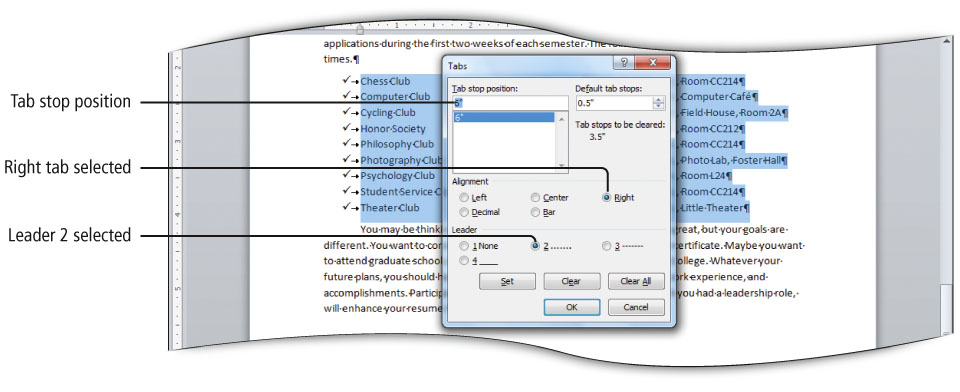 applications·during·the·first·two·weeks·of·each·semester.·The·
times.¶
Tabs
Tab stop position:
6"
6"
Default tab stops:
0.5"
Tab stops to be cleared:
3.5"
Alignment
Left
Center
Right
Decimal
Bar
Leader
1 None
2 .......
3 -------
4 ____
Set
Clear
Clear All
OK
Cancel
Tab stop position
Right tab selected
Leader 2 selected
Chess·Club
Room·CC214¶
Computer·Club
Computer·Café¶
Cycling·Club
Field·House,·Room·2A¶
Honor·Society
Room·CC212¶
Philosophy·Club
Room·CC214¶
Photography·Club
Photo·Lab,·Foster·Hall¶
Psychology·Club
Room·L24¶
Student·Service·C
Room·CC214¶
Theater·Club
Little·Theater¶
You·may·be·think
great,·but·your·goals·are·
different.·You·want·to·con
certificate.·Maybe·you·want·
to·attend·graduate·school
college.·Whatever·your·
future·plans,·you·should·h
work·experience,·and·
accomplishments.·Particip
you·had·a·leadership·role,·
will·enhance·your·resume